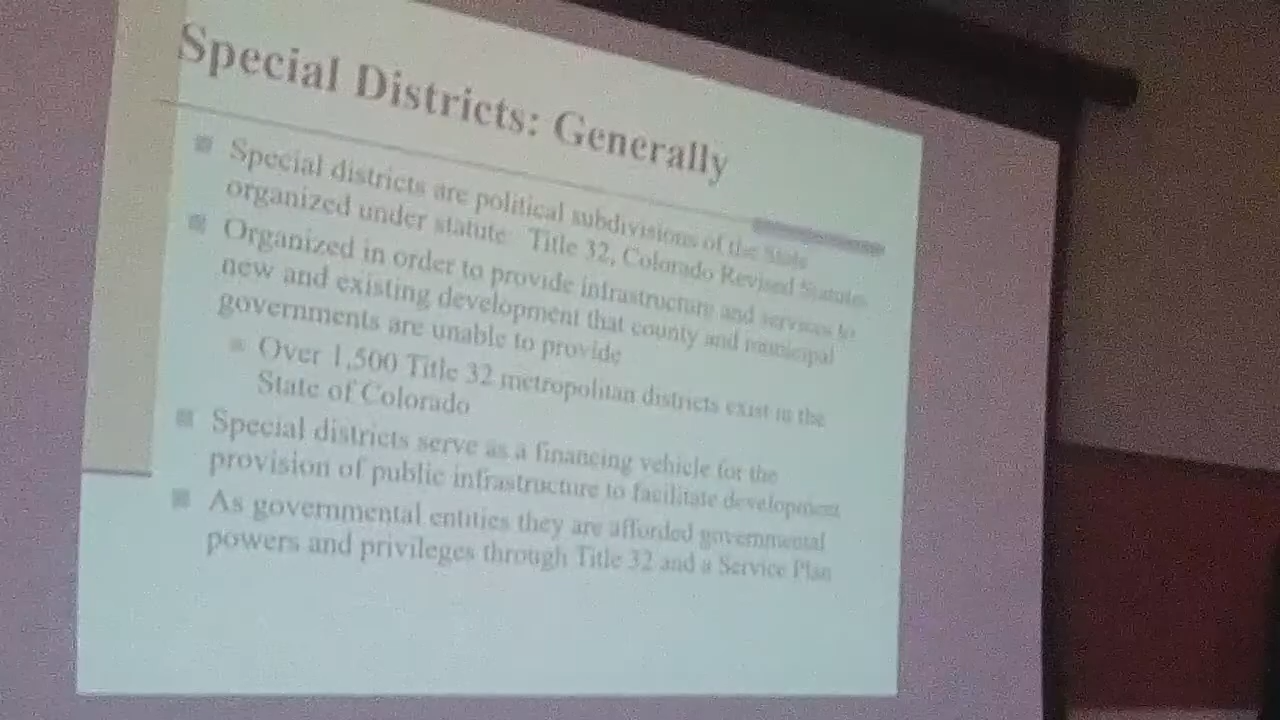 Special Districts: Generally
Special districts are political subdivisions of the State
organized under statute: Title 32, Colorado Revised Statutes
Organized in order to provide infrastructure and services to
new and existing development that county and municipal
governments are unable to provide
Over 1,500 Title 32 metropolitan districts exist in the
State of Colorado
Special districts serve as a financing vehicle for the
provision of public infrastructure to facilitate development
As governmental entities they are afforded governmental
powers and privileges through Title 32 and a Service Plan